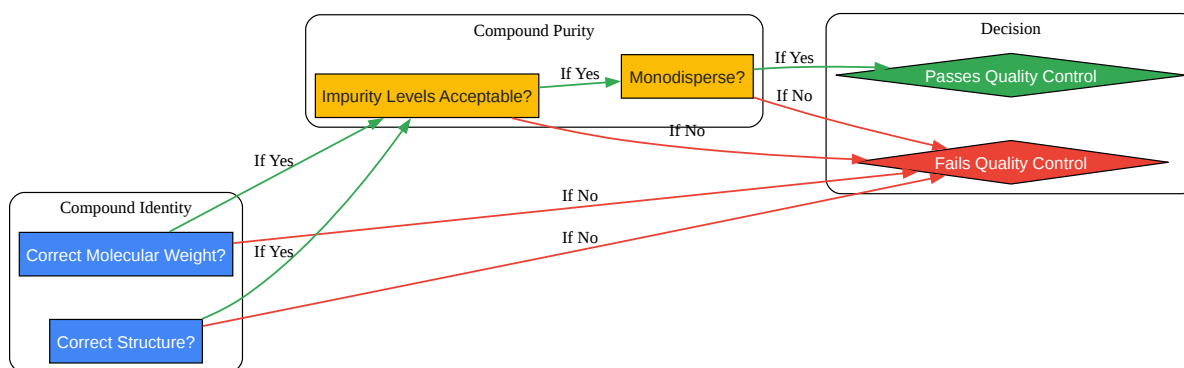 Compound Purity
Decision
Impurity Levels Acceptable?
If Yes
Monodisperse?
If Yes
Passes Quality Control
If No
If No
Fails Quality Control
If Yes
Compound Identity
Correct Molecular Weight?
If No
If Yes
If No
Correct Structure?